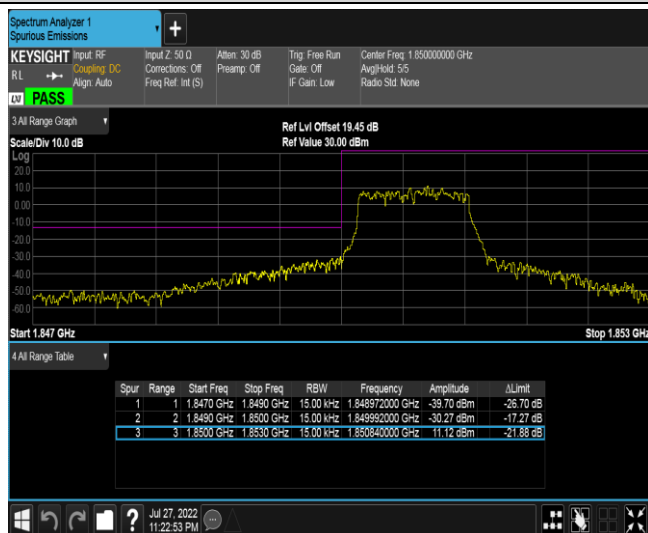 Spectrum Analyzer 1
Spurious Emissions
KEYSIGHT Input: RF Input Z: 50 Ω Atten: 30 dB Trig: Free Run Center Freq: 1.850000000 GHz
Coupling: DC Corrections: Off Preamp: Off Gate: Off Avg|Hold: 5/5
RL Align: Auto Freq Ref: Int (S) IF Gain: Low Radio Std: None
LXI PASS
3 All Range Graph
Ref Lvl Offset 19.45 dB
Scale/Div 10.0 dB Ref Value 30.00 dBm
Log
20.0
10.0
0.00
-10.0
-20.0
-30.0
-40.0
-50.0
-60.0
Start 1.847 GHz Stop 1.853 GHz
4 All Range Table
Spur Range Start Freq Stop Freq RBW Frequency Amplitude ΔLimit
1 1 1.8470 GHz 1.8490 GHz 15.00 kHz 1.848972000 GHz -39.70 dBm -26.70 dB
2 2 1.8490 GHz 1.8500 GHz 15.00 kHz 1.849992000 GHz -30.27 dBm -17.27 dB
3 3 1.8500 GHz 1.8530 GHz 15.00 kHz 1.850840000 GHz 11.12 dBm -21.88 dB
? Jul 27, 2022
11:22:53 PM